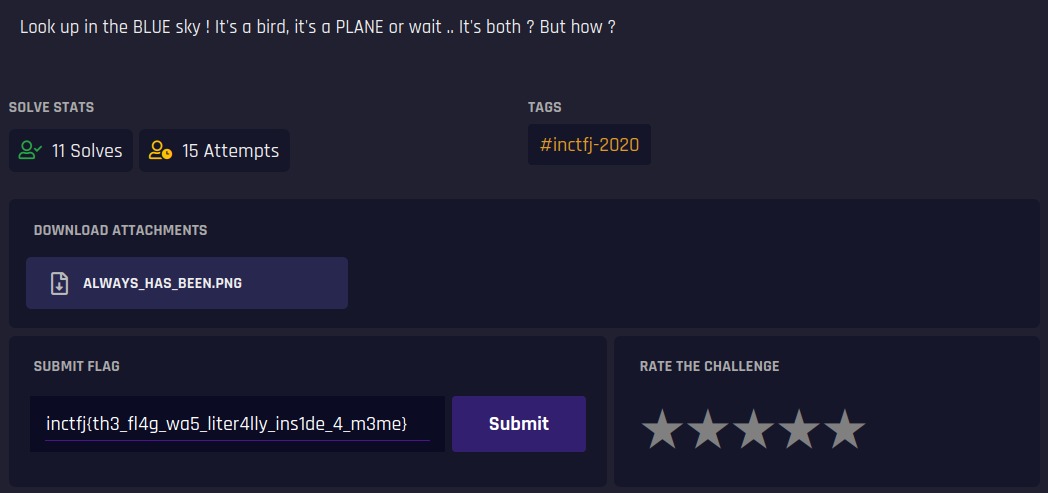 Look up in the BLUE sky ! It's a bird, it's a PLANE or wait .. It's both ? But how ?
SOLVE STATS
TAGS
11 Solves
15 Attempts
#inctfj-2020
DOWNLOAD ATTACHMENTS
ALWAYS_HAS_BEEN.PNG
SUBMIT FLAG
RATE THE CHALLENGE
inctfj{th3_fl4g_wa5_liter4lly_ins1de_4_m3me}
Submit